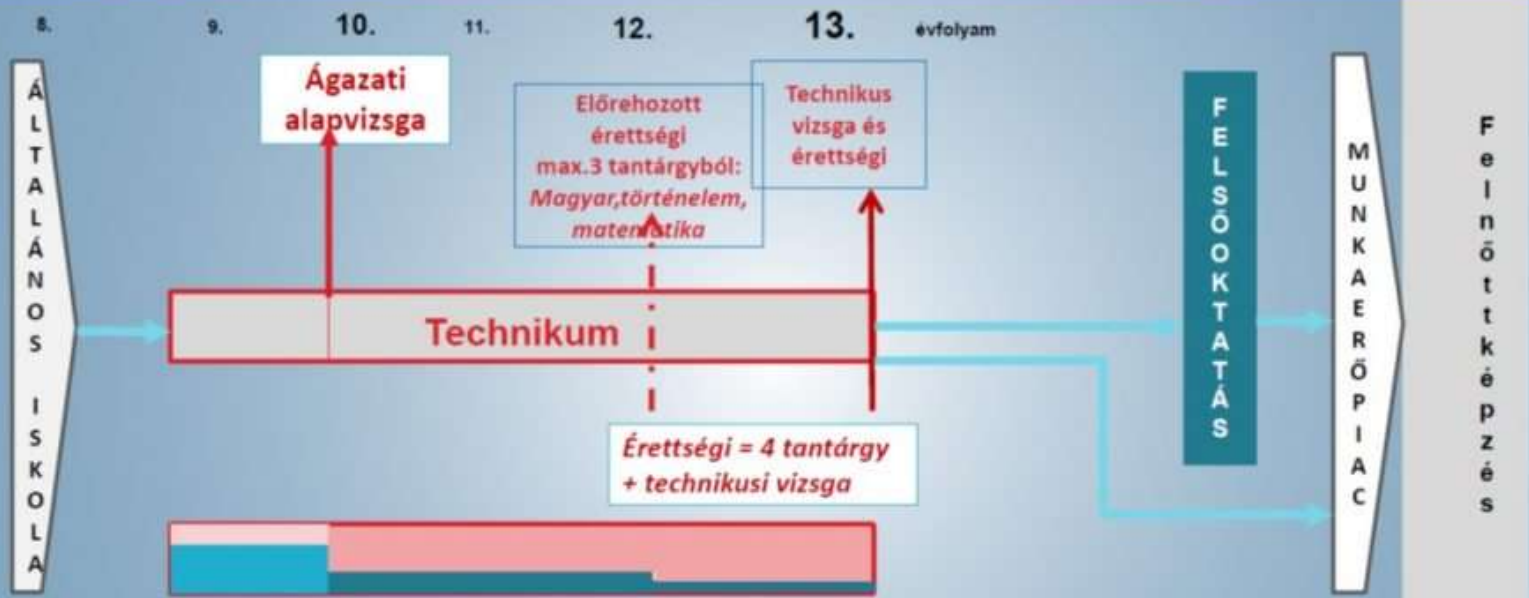 8.
9.
10.
11.
12.
13.
évfolyam
ÁLTALÁNOS ISKOLA
Ágazati
alapvizsga
Előrehozott
érettségi
max.3 tantárgyból:
Magyar,történelem,
matematika
Technikus
vizsga és
érettségi
Technikum
Érettségi = 4 tantárgy
+ technikusi vizsga
FELSŐOKTATÁS
MUNKAERŐPIAC
Felnőttképzés